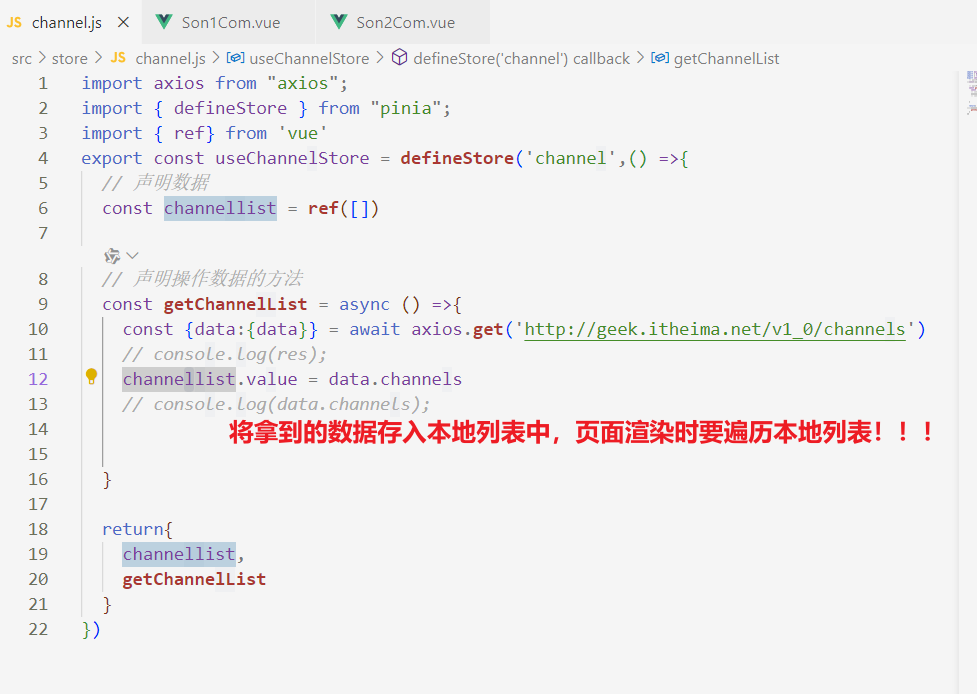 JS channel.js × Son1Com.vue Son2Com.vue
src > store > JS channel.js > useChannelStore > defineStore('channel') callback > getChannelList
1 import axios from "axios";
2 import { defineStore } from "pinia";
3 import { ref} from 'vue'
4 export const useChannelStore = defineStore('channel',() =>{
5 // 声明数据
6 const channellist = ref([])
7
8 // 声明操作数据的方法
9 const getChannelList = async () =>{
10 const {data:{data}} = await axios.get('http://geek.itheima.net/v1_0/channels')
11 // console.log(res);
12 channellist.value = data.channels
13 // console.log(data.channels);
14 将拿到的数据存入本地列表中，页面渲染时要遍历本地列表！！！
15
16 }
17
18 return{
19 channellist,
20 getChannelList
21 }
22 })